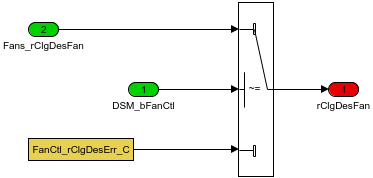 2
Fans_rClgDesFan
1
DSM_bFanCtl
~=
1
rClgDesFan
FanCtl_rClgDesErr_C